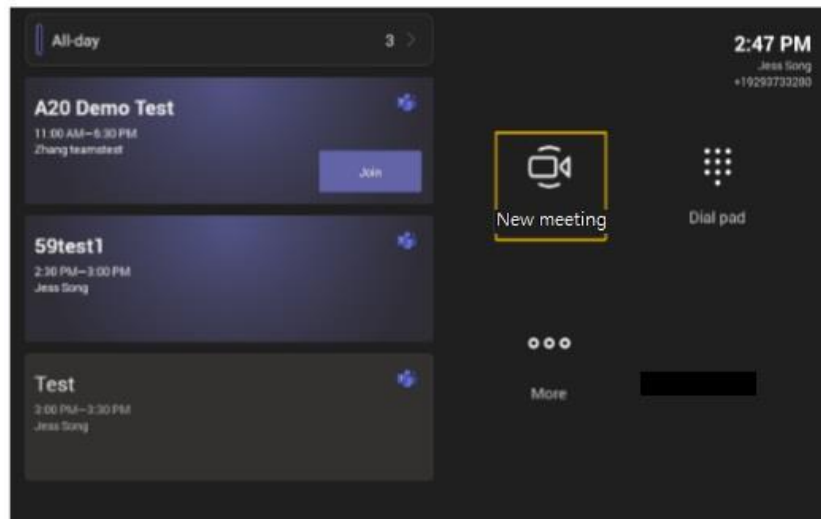 All-day
3
2:47 PM
Jess Song
+19293733280
A20 Demo Test
11:00 AM–6:30 PM
Zhang teamstest
Join
New meeting
Dial pad
59test1
2:30 PM–3:00 PM
Jess Song
Test
3:00 PM–3:30 PM
Jess Song
More